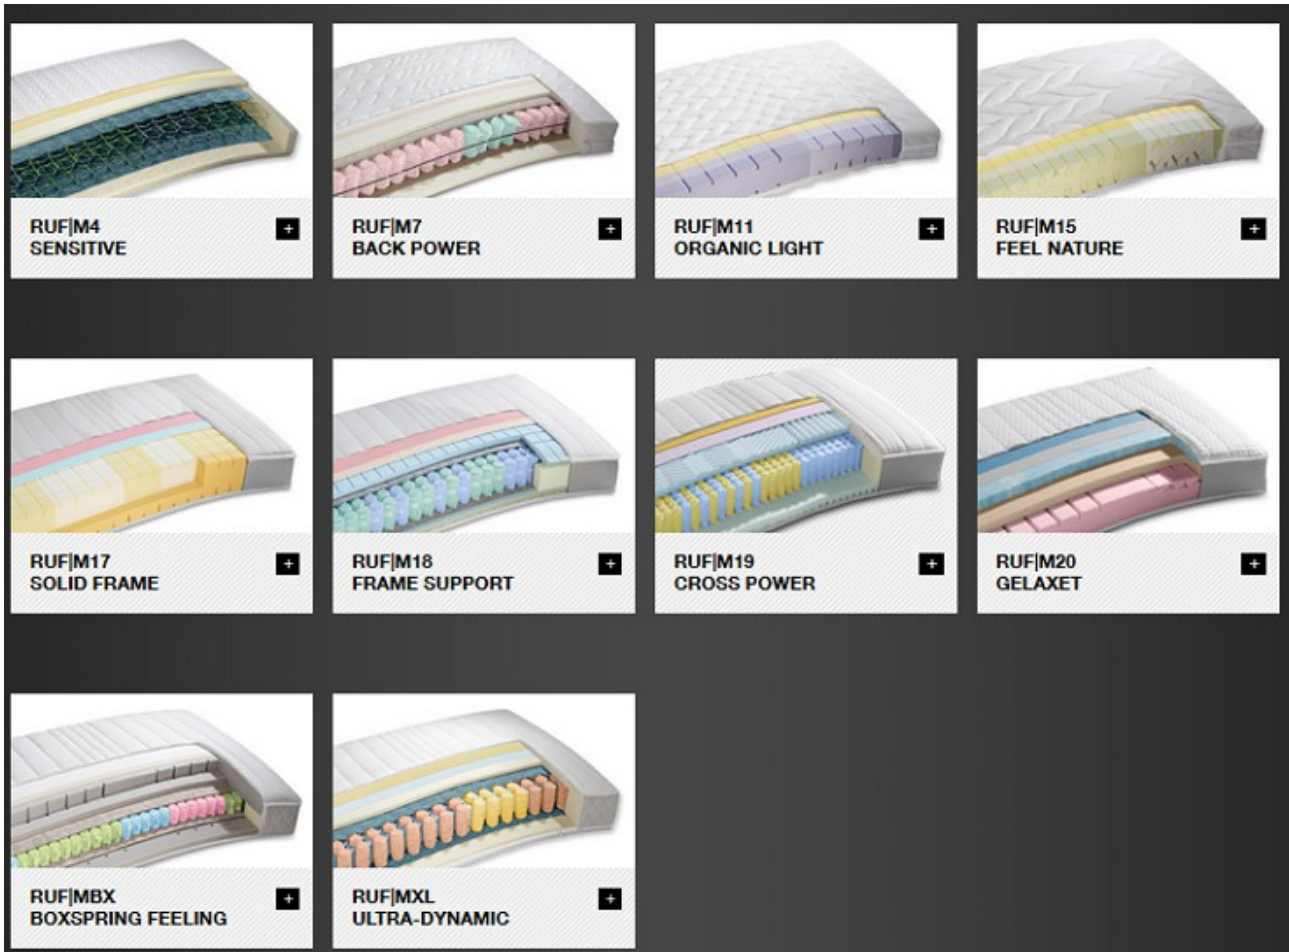 RUF|M4
SENSITIVE
RUF|M7
BACK POWER
RUF|M11
ORGANIC LIGHT
RUF|M15
FEEL NATURE
RUF|M17
SOLID FRAME
RUF|M18
FRAME SUPPORT
RUF|M19
CROSS POWER
RUF|M20
GELAXET
RUF|MBX
BOXSPRING FEELING
RUF|MXL
ULTRA-DYNAMIC